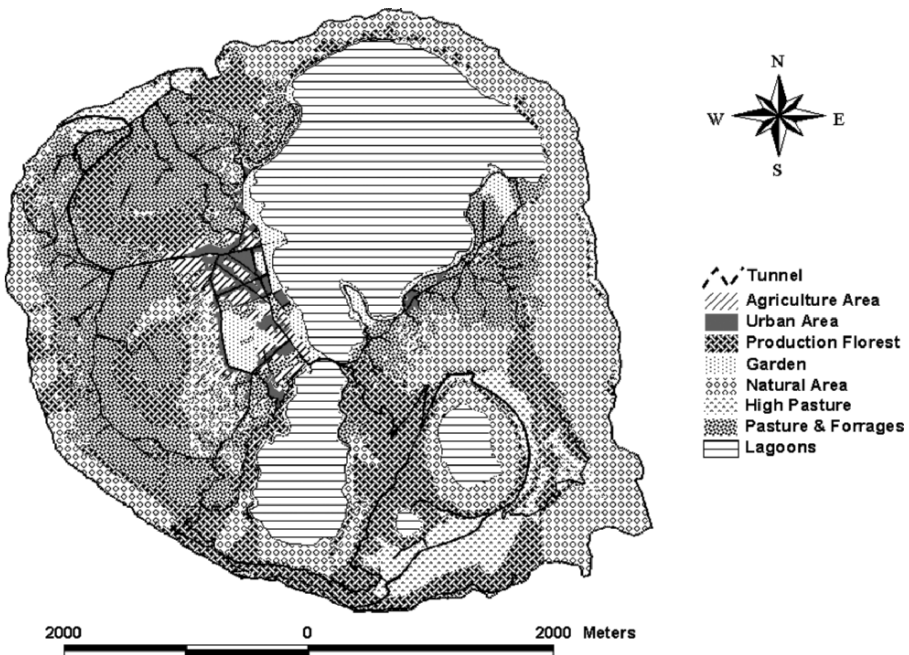 N
W E
S
Tunnel
Agriculture Area
Urban Area
Production Florest
Garden
Natural Area
High Pasture
Pasture & Forrages
Lagoons
2000 0 2000 Meters